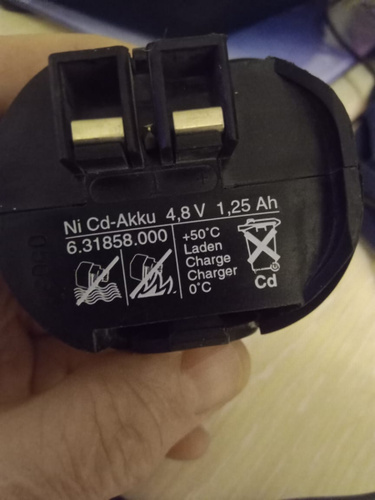 Ni Cd-Akku 4,8 V 1,25 Ah
6.31858.000
+50°C
Laden
Charge
Charger
0°C
Cd